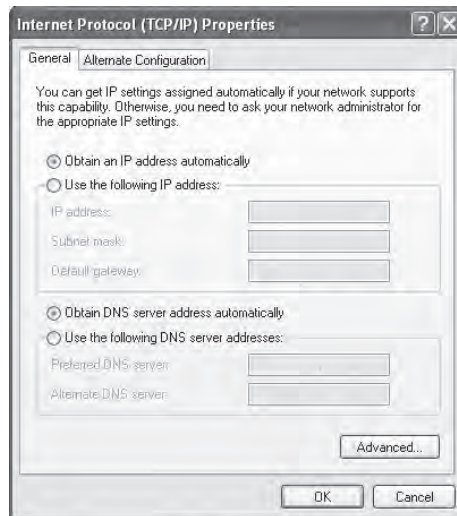 Internet Protocol (TCP/IP) Properties
General
Alternate Configuration
You can get IP settings assigned automatically if your network supports
this capability. Otherwise, you need to ask your network administrator for
the appropriate IP settings.
Obtain an IP address automatically
Use the following IP address:
IP address:
Subnet mask:
Default gateway:
Obtain DNS server address automatically
Use the following DNS server addresses:
Preferred DNS server:
Alternate DNS server:
Advanced...
OK
Cancel